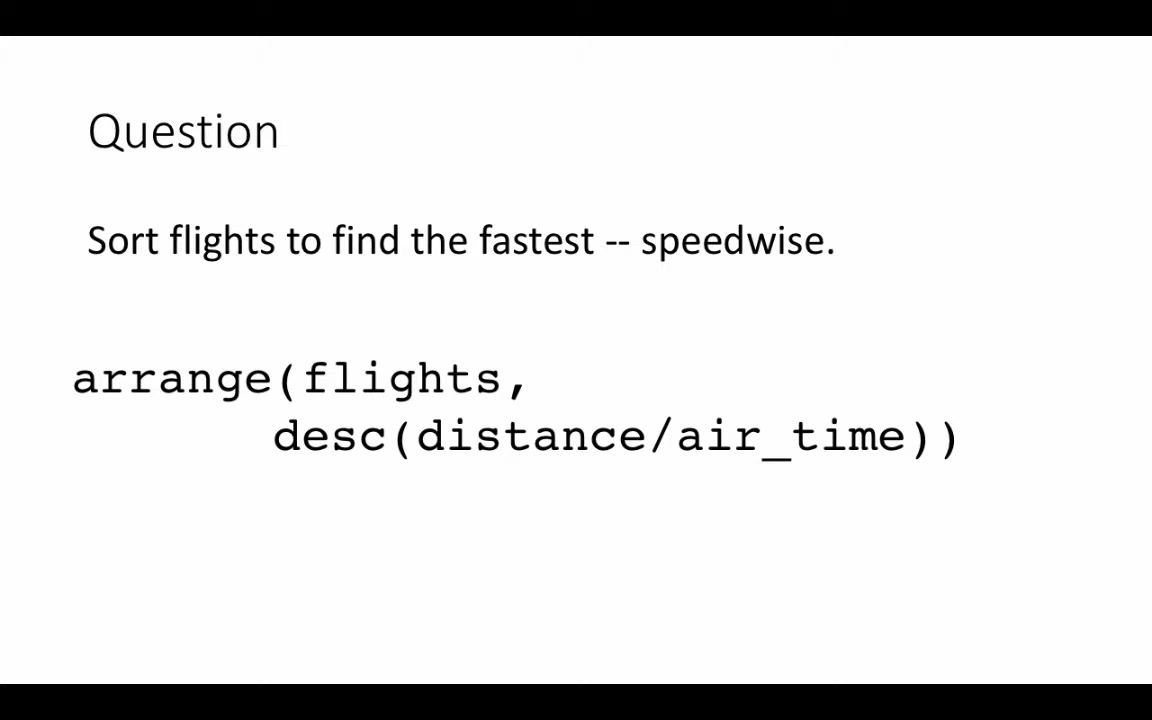 Question
Sort flights to find the fastest -- speedwise.
arrange(flights,
desc(distance/air_time))